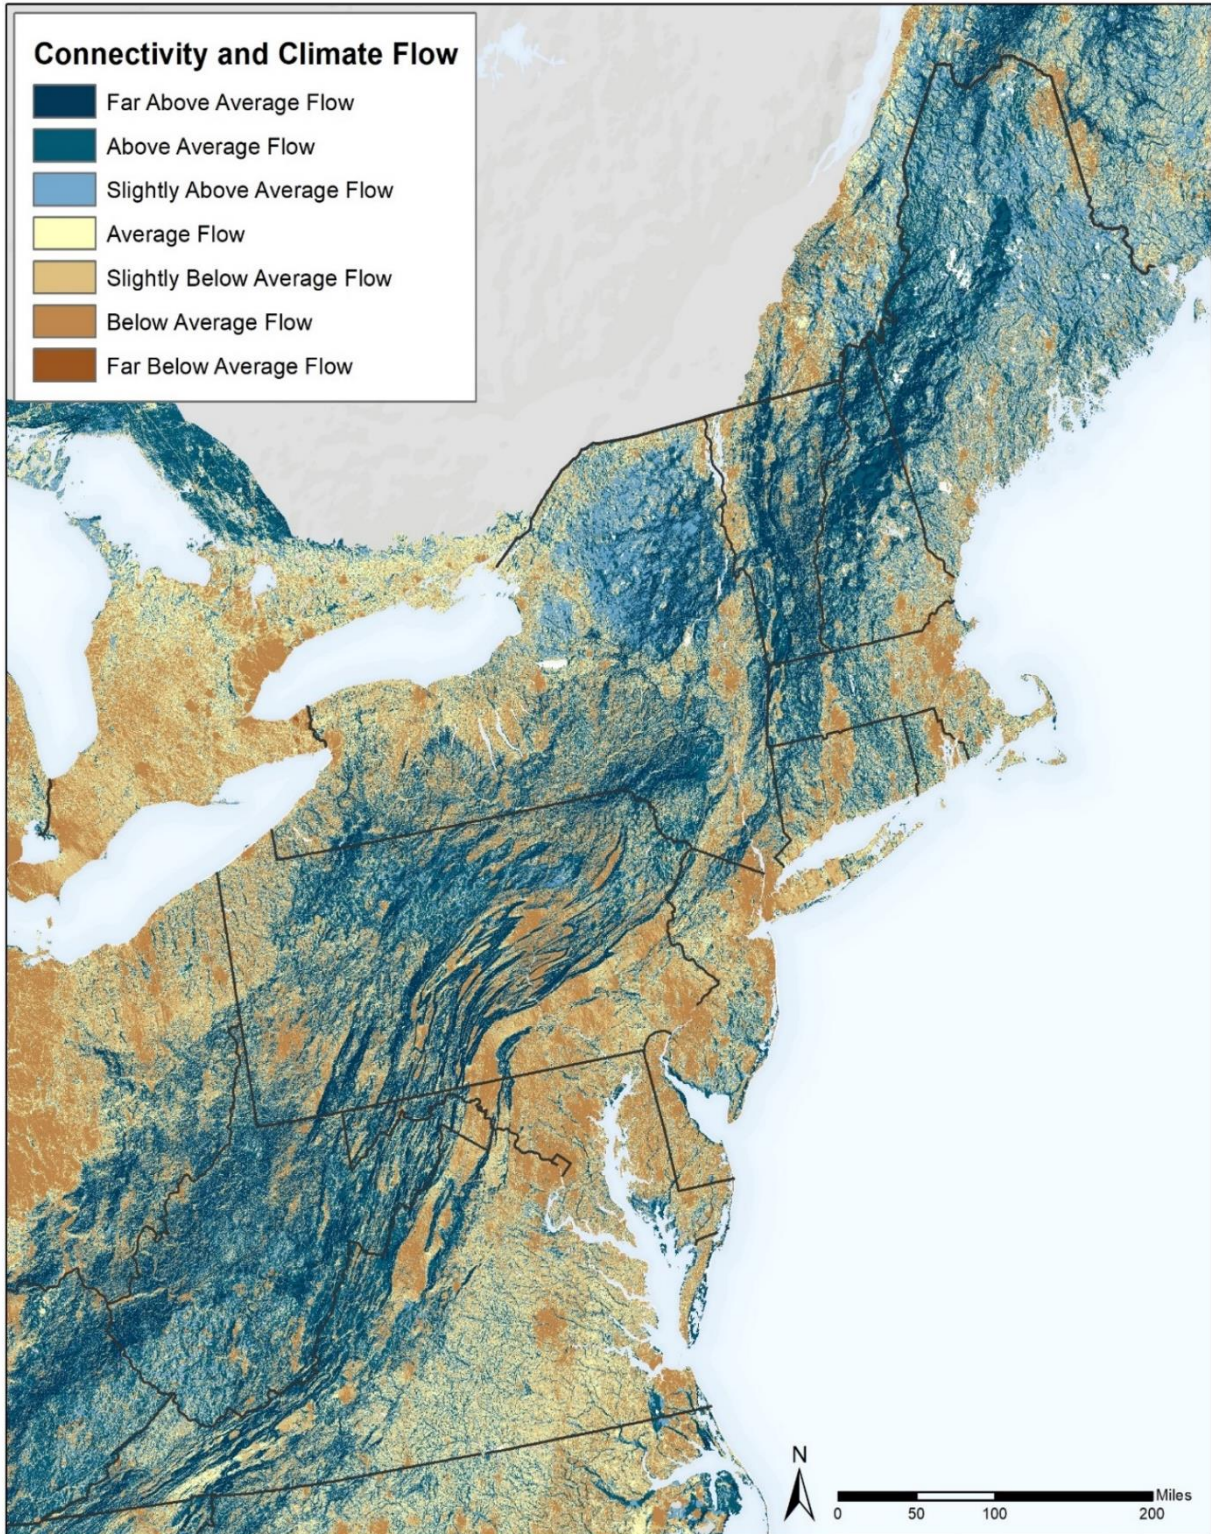 Connectivity and Climate Flow
Far Above Average Flow
Above Average Flow
Slightly Above Average Flow
Average Flow
Slightly Below Average Flow
Below Average Flow
Far Below Average Flow
N
Miles
0 50 100 200